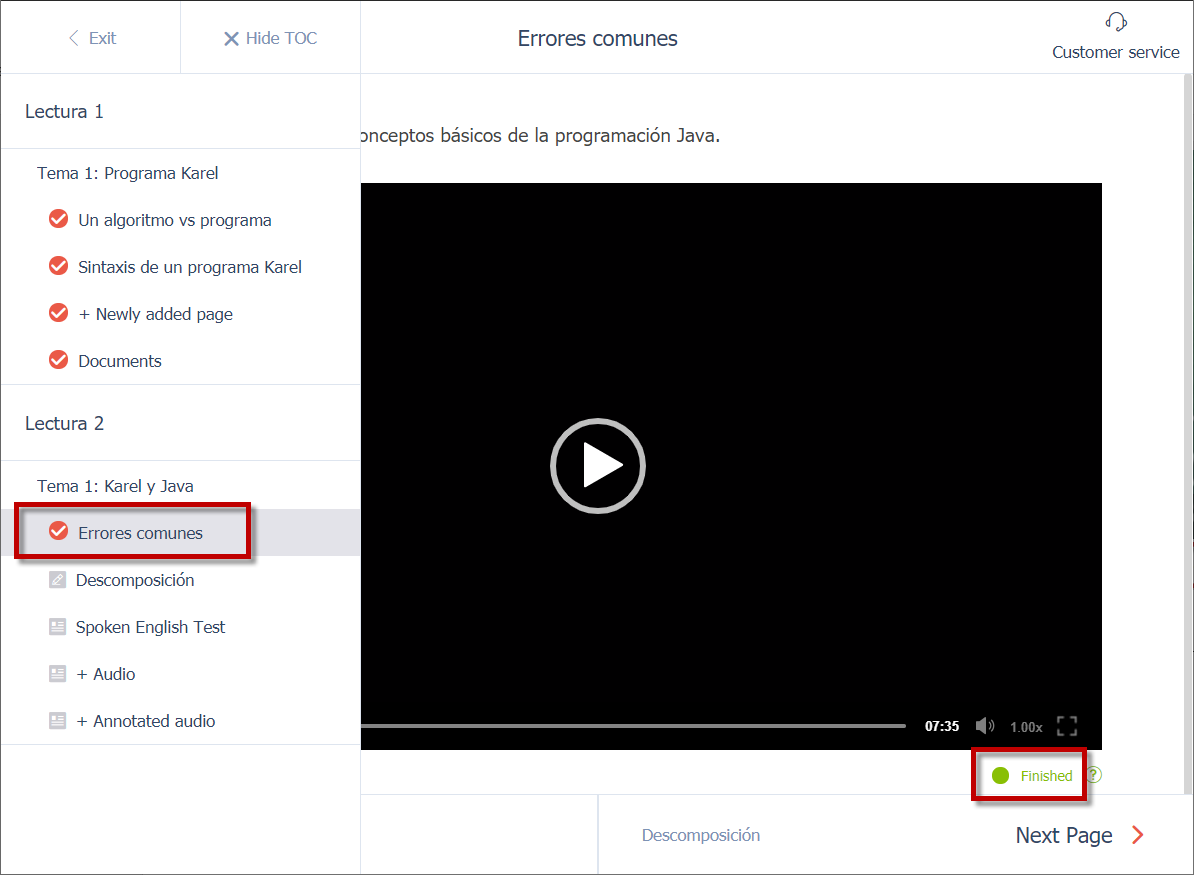 Exit
Hide TOC
Errores comunes
Customer service
Lectura 1
Tema 1: Programa Karel
Un algoritmo vs programa
Sintaxis de un programa Karel
+ Newly added page
Documents
Lectura 2
Tema 1: Karel y Java
Errores comunes
Descomposición
Spoken English Test
+ Audio
+ Annotated audio
onceptos básicos de la programación Java.
07:35
1.00x
Finished ?
Descomposición
Next Page